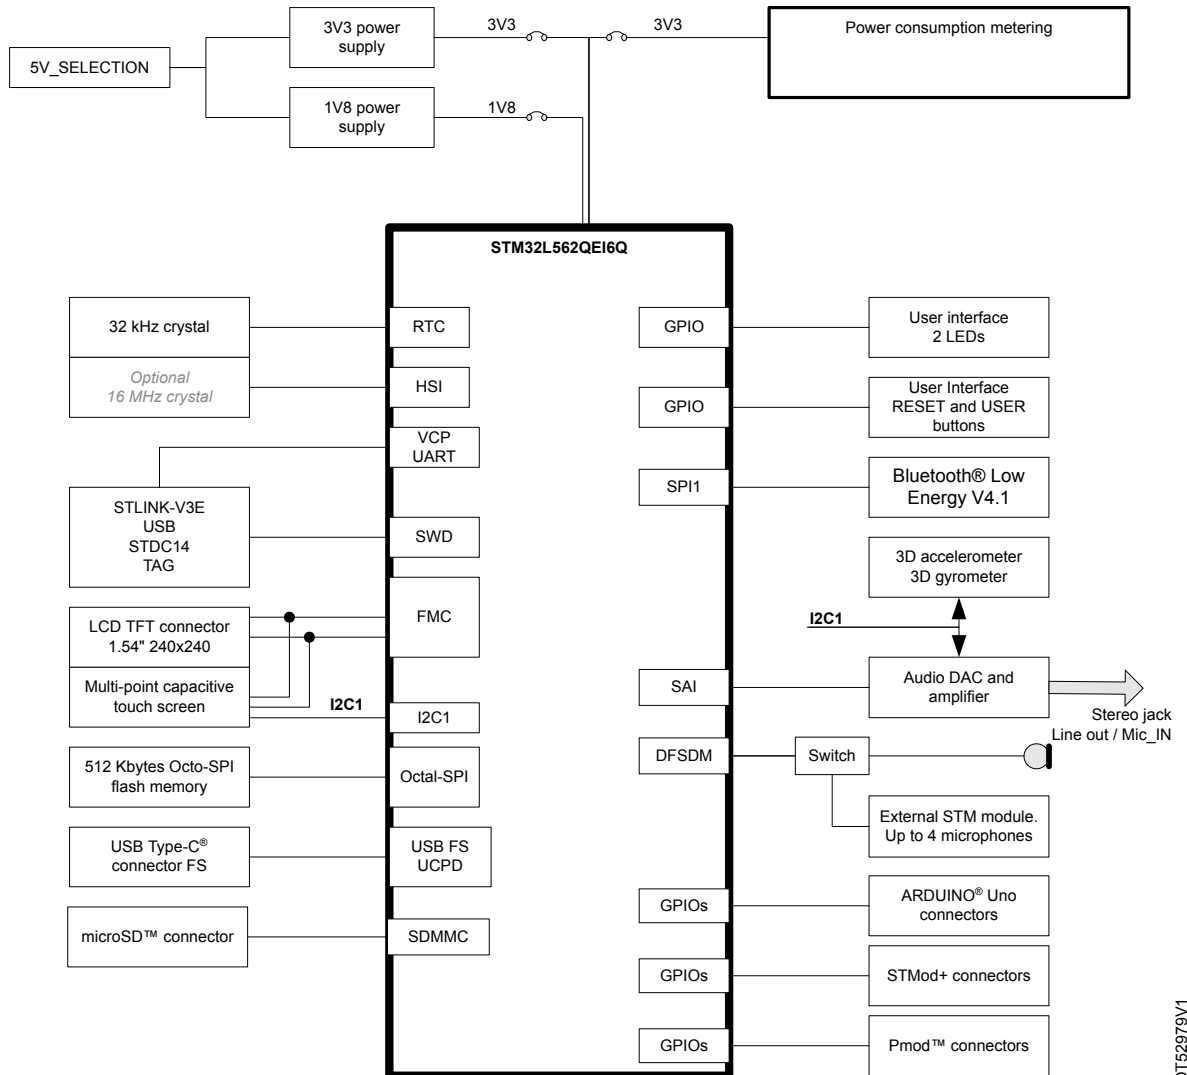 5V_SELECTION
3V3 power
supply
3V3
3V3
Power consumption metering
1V8 power
supply
1V8
STM32L562QEI6Q
32 kHz crystal
RTC
Optional
16 MHz crystal
HSI
VCP
UART
STLINK-V3E
USB
STDC14
TAG
SWD
LCD TFT connector
1.54" 240x240
FMC
Multi-point capacitive
touch screen
I2C1
I2C1
512 Kbytes Octo-SPI
flash memory
Octal-SPI
USB Type-C®
connector FS
USB FS
UCPD
microSD™ connector
SDMMC
GPIO
User interface
2 LEDs
GPIO
User Interface
RESET and USER
buttons
SPI1
Bluetooth® Low
Energy V4.1
3D accelerometer
3D gyrometer
I2C1
SAI
Audio DAC and
amplifier
Stereo jack
Line out / Mic_IN
DFSDM
Switch
External STM module.
Up to 4 microphones
GPIOs
ARDUINO® Uno
connectors
GPIOs
STMod+ connectors
GPIOs
Pmod™ connectors
DT52979V1